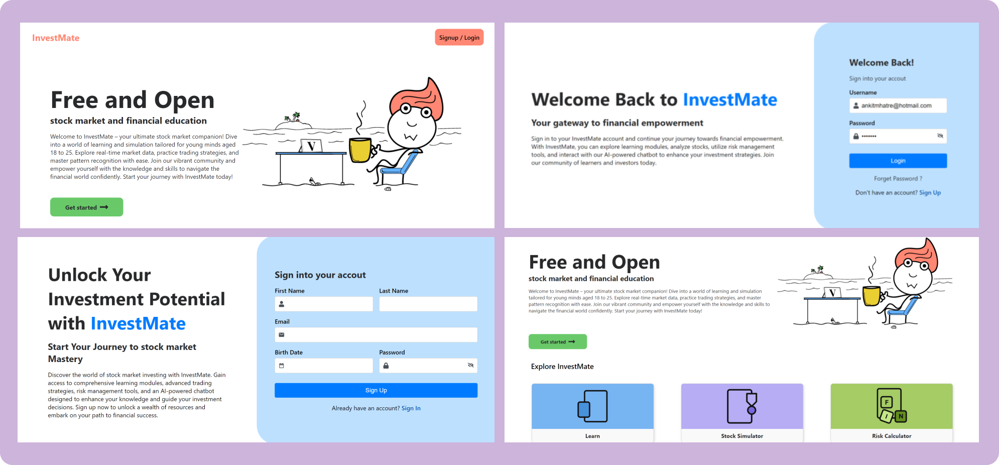 InvestMate
Signup / Login
Free and Open
stock market and financial education
Welcome to InvestMate – your ultimate stock market companion! Dive
into a world of learning and simulation tailored for young minds aged
18 to 25. Explore real-time market data, practice trading strategies, and
master pattern recognition with ease. Join our vibrant community and
empower yourself with the knowledge and skills to navigate the
financial world confidently. Start your journey with InvestMate today!
Get started
V
Welcome Back to InvestMate
Your gateway to financial empowerment
Sign in to your InvestMate account and continue your journey towards financial empowerment.
With InvestMate, you can explore learning modules, analyze stocks, utilize risk management
tools, and interact with our AI-powered chatbot to enhance your investment strategies. Join
our community of learners and investors today.
Welcome Back!
Sign into your accout
Username
ankitmhatre@hotmail.com
Password
•••••••
Login
Forget Password ?
Don't have an account? Sign Up
Unlock Your
Investment Potential
with InvestMate
Start Your Journey to stock market
Mastery
Discover the world of stock market investing with InvestMate. Gain
access to comprehensive learning modules, advanced trading
strategies, risk management tools, and an AI-powered chatbot
designed to enhance your knowledge and guide your investment
decisions. Sign up now to unlock a wealth of resources and
embark on your path to financial success.
Sign into your accout
First Name
Last Name
Email
Birth Date
Password
Sign Up
Already have an account? Sign In
Free and Open
stock market and financial education
Welcome to InvestMate – your ultimate stock market companion! Dive into a world of learning and simulation
tailored for young minds aged 18 to 25. Explore real-time market data, practice trading strategies, and master
pattern recognition with ease. Join our vibrant community and empower yourself with the knowledge and skills to
navigate the financial world confidently. Start your journey with InvestMate today!
Get started
V
Explore InvestMate
Learn
Stock Simulator
F
I
N
Risk Calculator